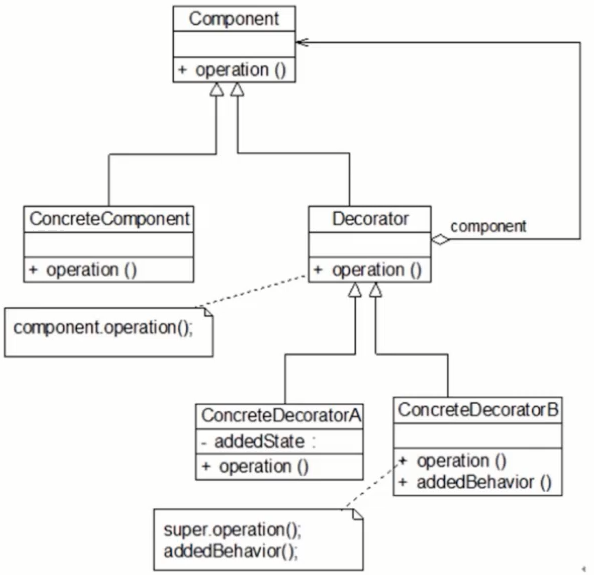 Component
+ operation ()
ConcreteComponent
+ operation ()
Decorator
+ operation ()
component
component.operation();
ConcreteDecoratorA
- addedState :
+ operation ()
ConcreteDecoratorB
+ operation ()
+ addedBehavior ()
super.operation();
addedBehavior();